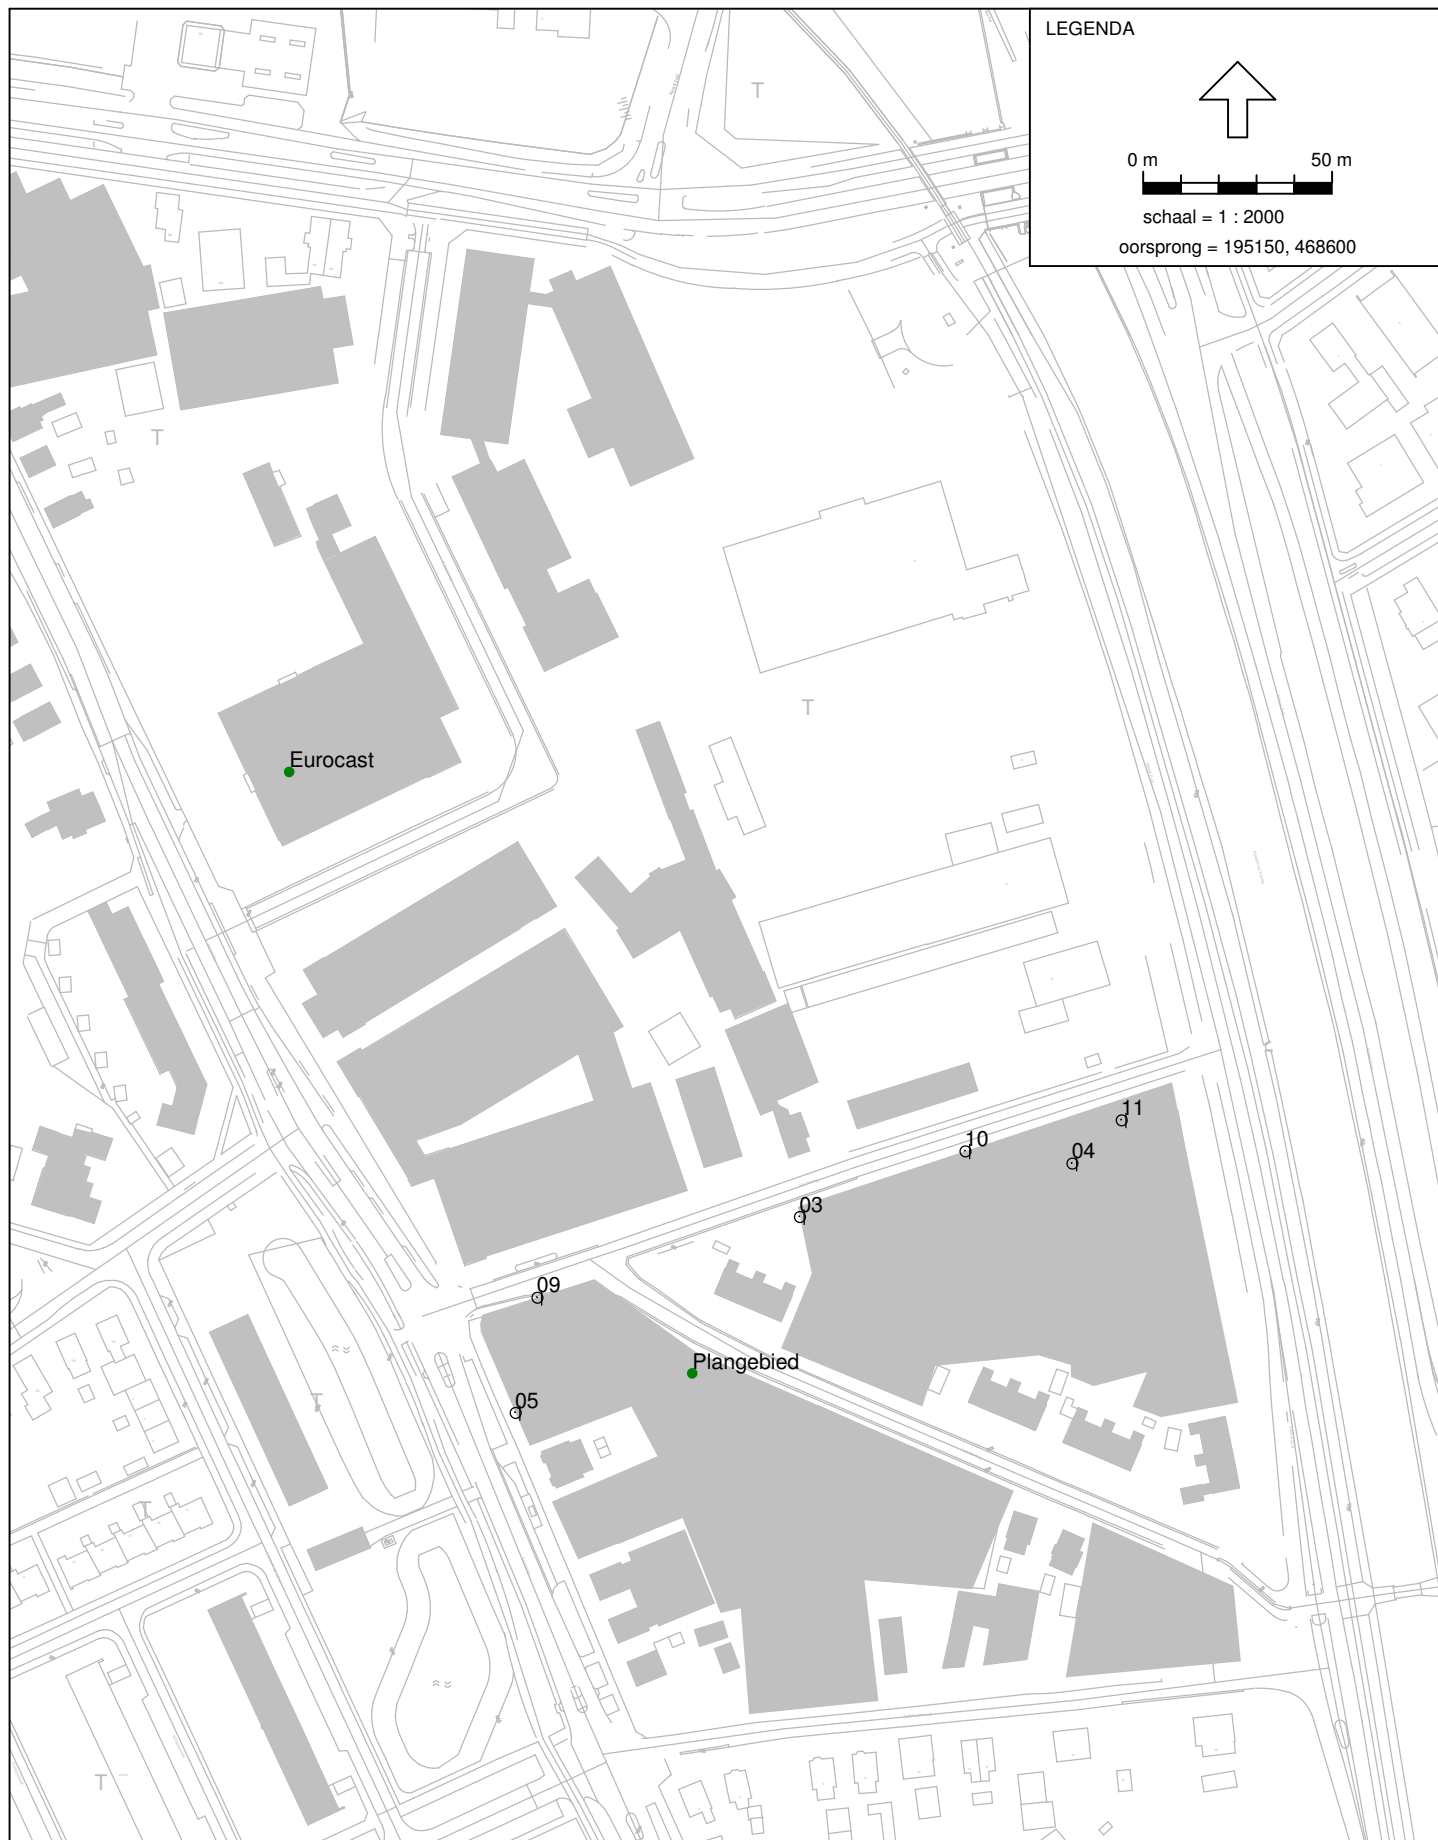 LEGENDA
0 m 50 m
schaal = 1 : 2000
oorsprong = 195150, 468600
T
T
Eurocast
T
11
10
04
03
09
Plangebied
05
T
T
T